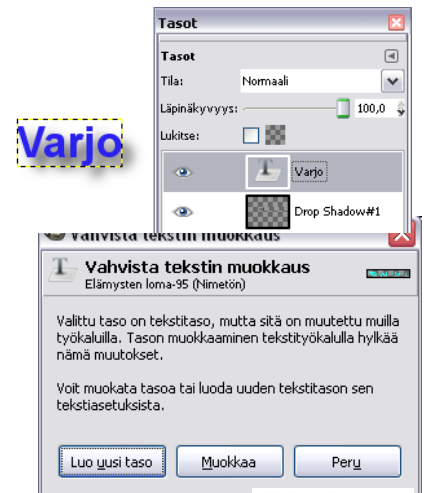 Tasot
Tasot
Tila: Normaali
Läpinäkyvyys: 100,0
Lukitse:
Varjo
Varjo
Drop Shadow#1
Vahvista tekstin muokkaus
Vahvista tekstin muokkaus
Elämysten loma-95 (Nimetön)
Valittu taso on tekstitaso, mutta sitä on muutettu muilla
työkaluilla. Tason muokkaaminen tekstityökalulla hylkää
nämä muutokset.
Voit muokata tasoa tai luoda uuden tekstitason sen
tekstiasetuksista.
Luo uusi taso Muokkaa Peru